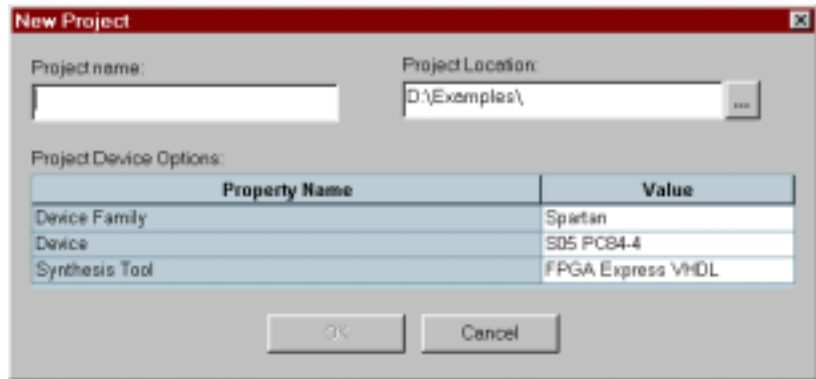 New Project
Project name:
Project Location:
D:\Examples\
...
Project Device Options:
Property Name Value
Device Family Spartan
Device S05 PC84-4
Synthesis Tool FPGA Express VHDL
OK Cancel